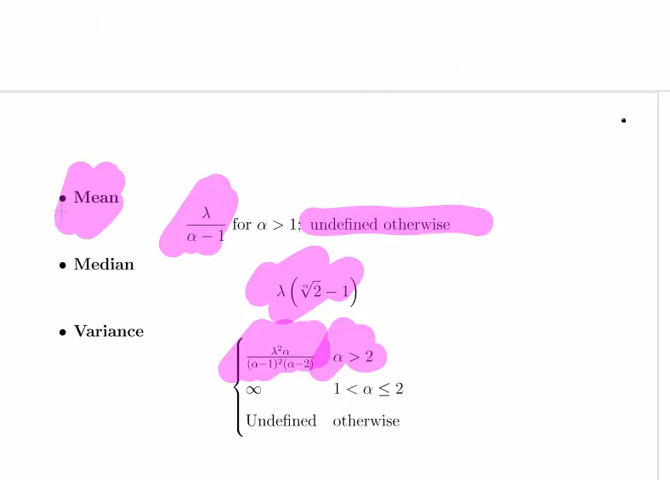 • Mean
λ/(α − 1) for α > 1; undefined otherwise
• Median
λ(ᵅ√2 − 1)
• Variance
{ λ²α/((α−1)²(α−2)) α > 2
∞ 1 < α ≤ 2
Undefined otherwise